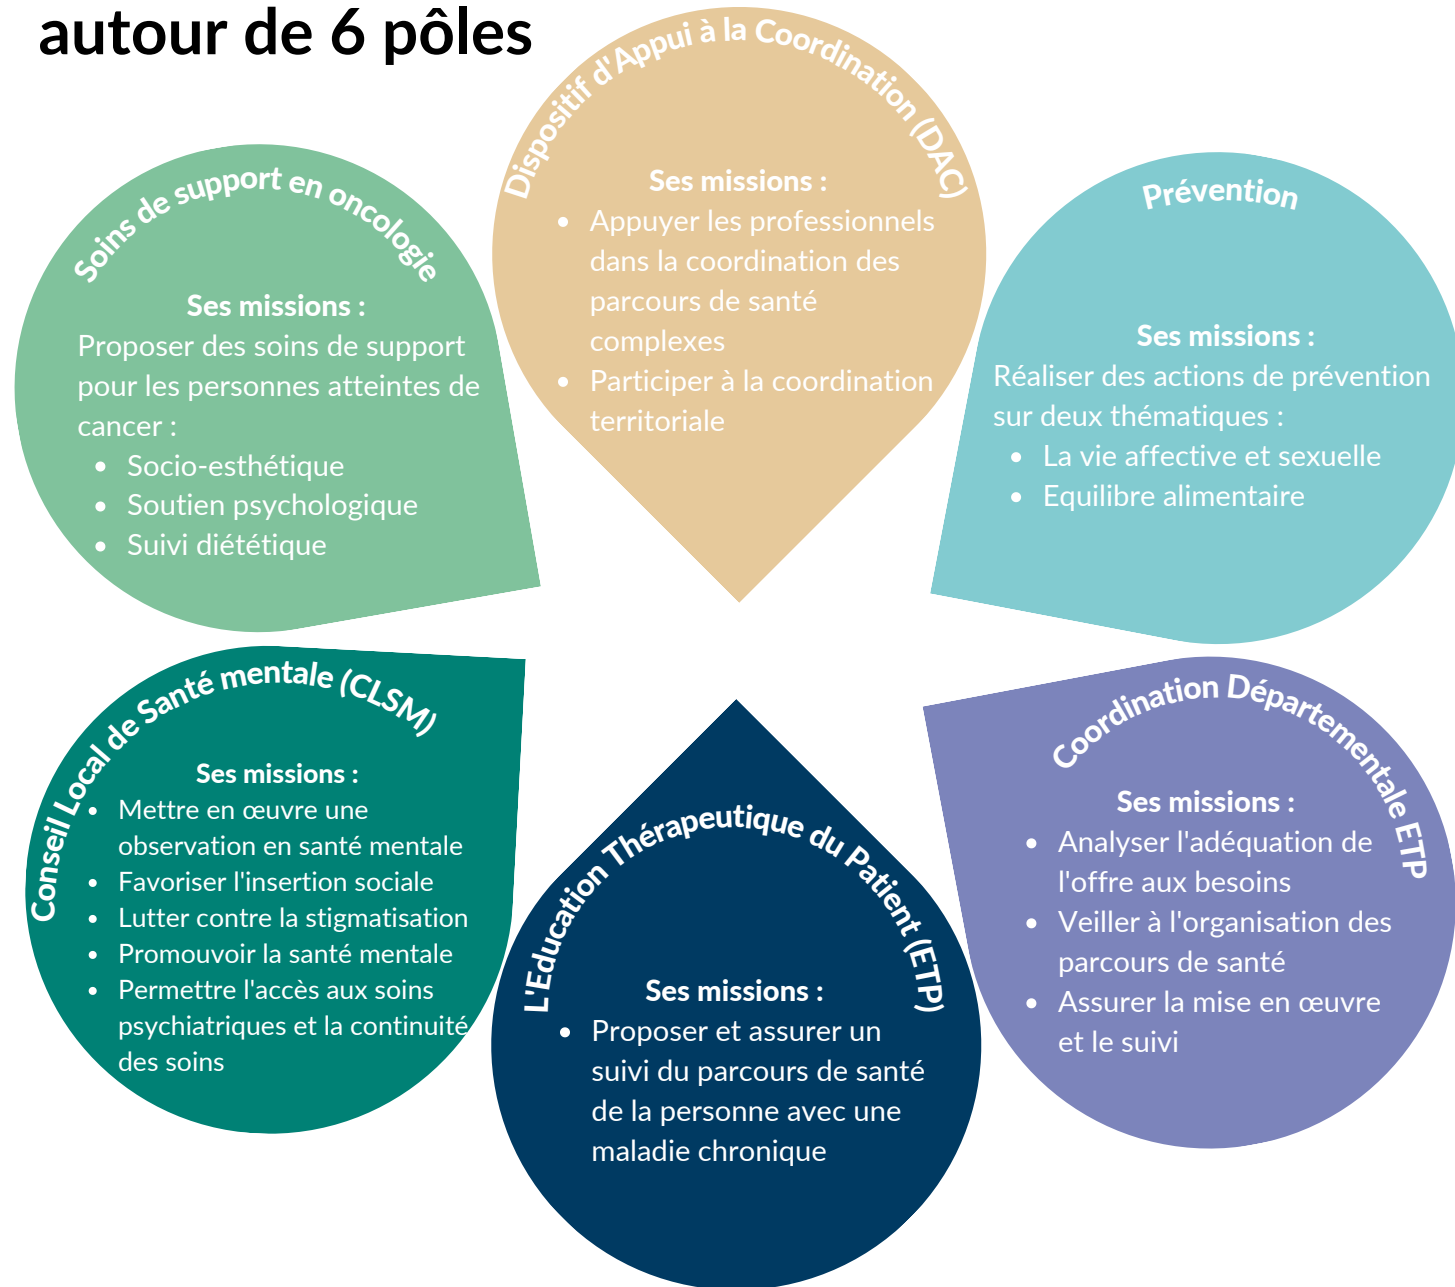 autour de 6 pôles
Dispositif d'Appui à la Coordination (DAC)
Ses missions :
• Appuyer les professionnels
dans la coordination des
parcours de santé
complexes
• Participer à la coordination
territoriale
Soins de support en oncologie
Ses missions :
Proposer des soins de support
pour les personnes atteintes de
cancer :
• Socio-esthétique
• Soutien psychologique
• Suivi diététique
Prévention
Ses missions :
Réaliser des actions de prévention
sur deux thématiques :
• La vie affective et sexuelle
• Equilibre alimentaire
Conseil Local de Santé mentale (CLSM)
Ses missions :
• Mettre en œuvre une
observation en santé mentale
• Favoriser l'insertion sociale
• Lutter contre la stigmatisation
• Promouvoir la santé mentale
• Permettre l'accès aux soins
psychiatriques et la continuité
des soins
L'Education Thérapeutique du Patient (ETP)
Ses missions :
• Proposer et assurer un
suivi du parcours de santé
de la personne avec une
maladie chronique
Coordination Départementale ETP
Ses missions :
• Analyser l'adéquation de
l'offre aux besoins
• Veiller à l'organisation des
parcours de santé
• Assurer la mise en œuvre
et le suivi